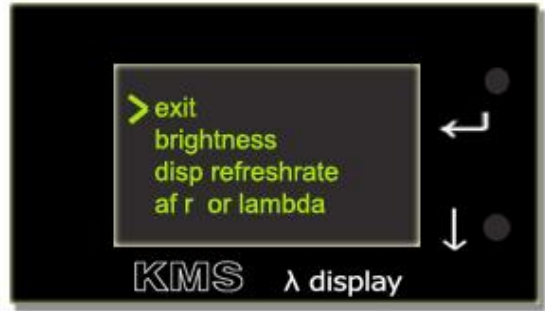 > exit
brightness
disp refreshrate
af r or lambda
KMS λ display